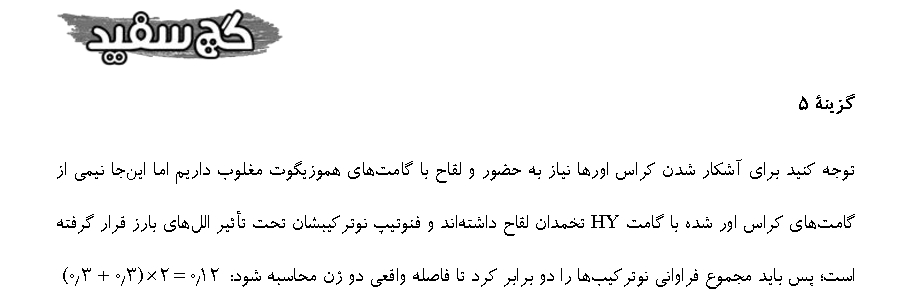 گچ سفید
گزینهٔ ۵
توجه کنید برای آشکار شدن کراس اورها نیاز به حضور و لقاح با گامت‌های هموزیگوت مغلوب داریم اما این‌جا نیمی از
گامت‌های کراس اور شده با گامت HY تخمدان لقاح داشته‌اند و فنوتیپ نوترکیبشان تحت تأثیر الل‌های بارز قرار گرفته
است؛ پس باید مجموع فراوانی نوترکیب‌ها را دو برابر کرد تا فاصله واقعی دو ژن محاسبه شود: (۰٫۳ + ۰٫۳)×۲ = ۰٫۱۲